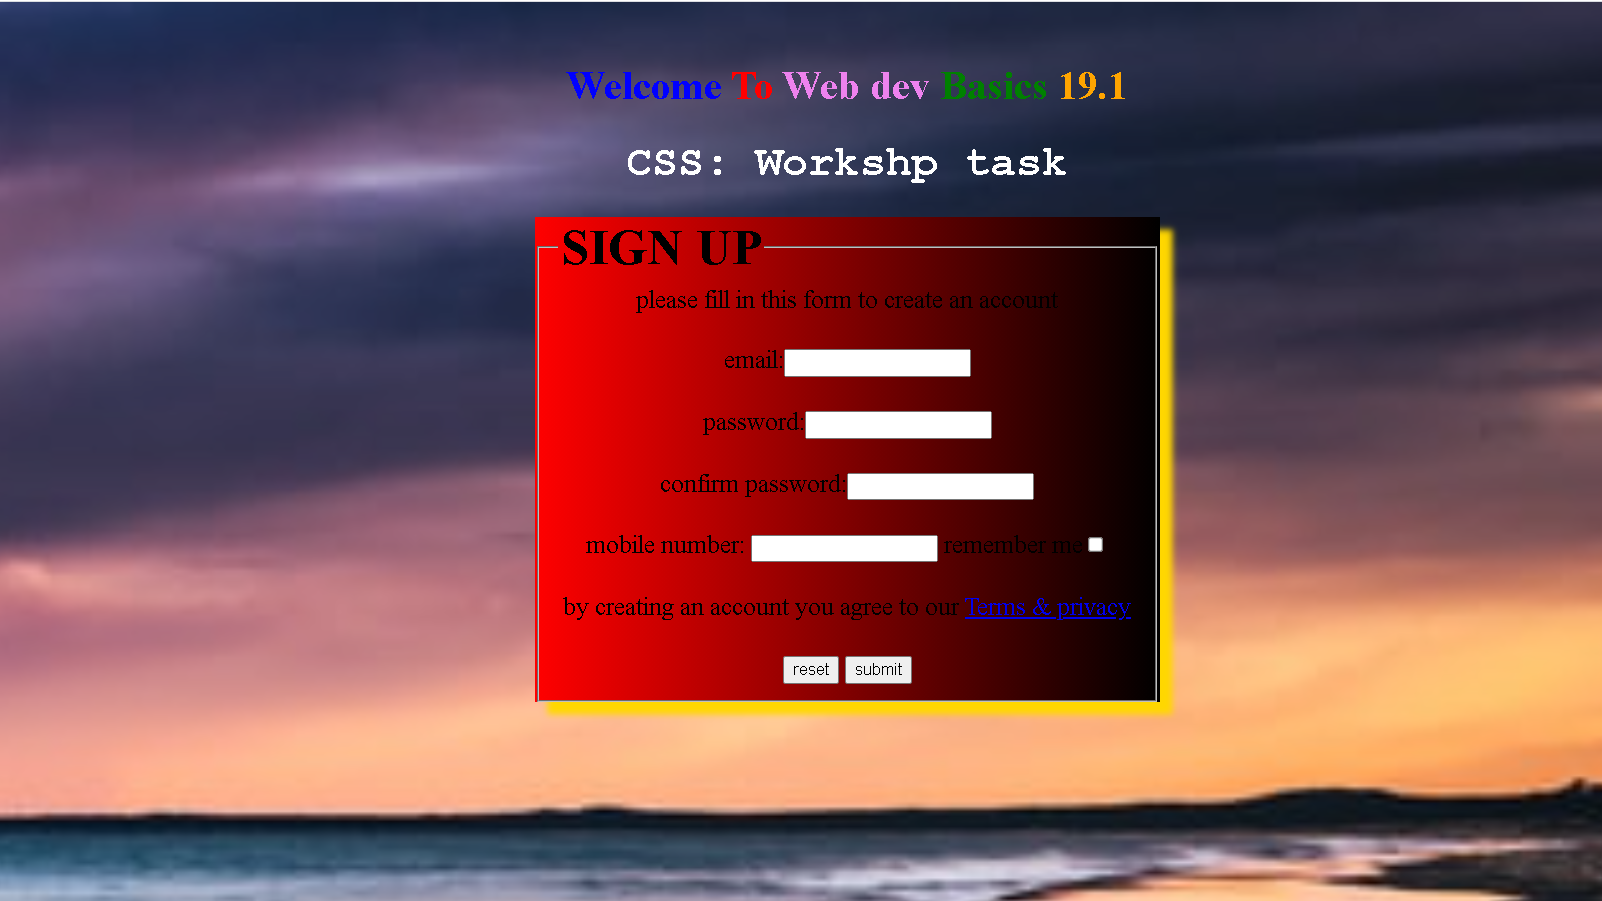 Welcome To Web dev Basics 19.1
CSS: Workshp task
SIGN UP
please fill in this form to create an account
email:
password:
confirm password:
mobile number: remember me
by creating an account you agree to our Terms & privacy
reset submit